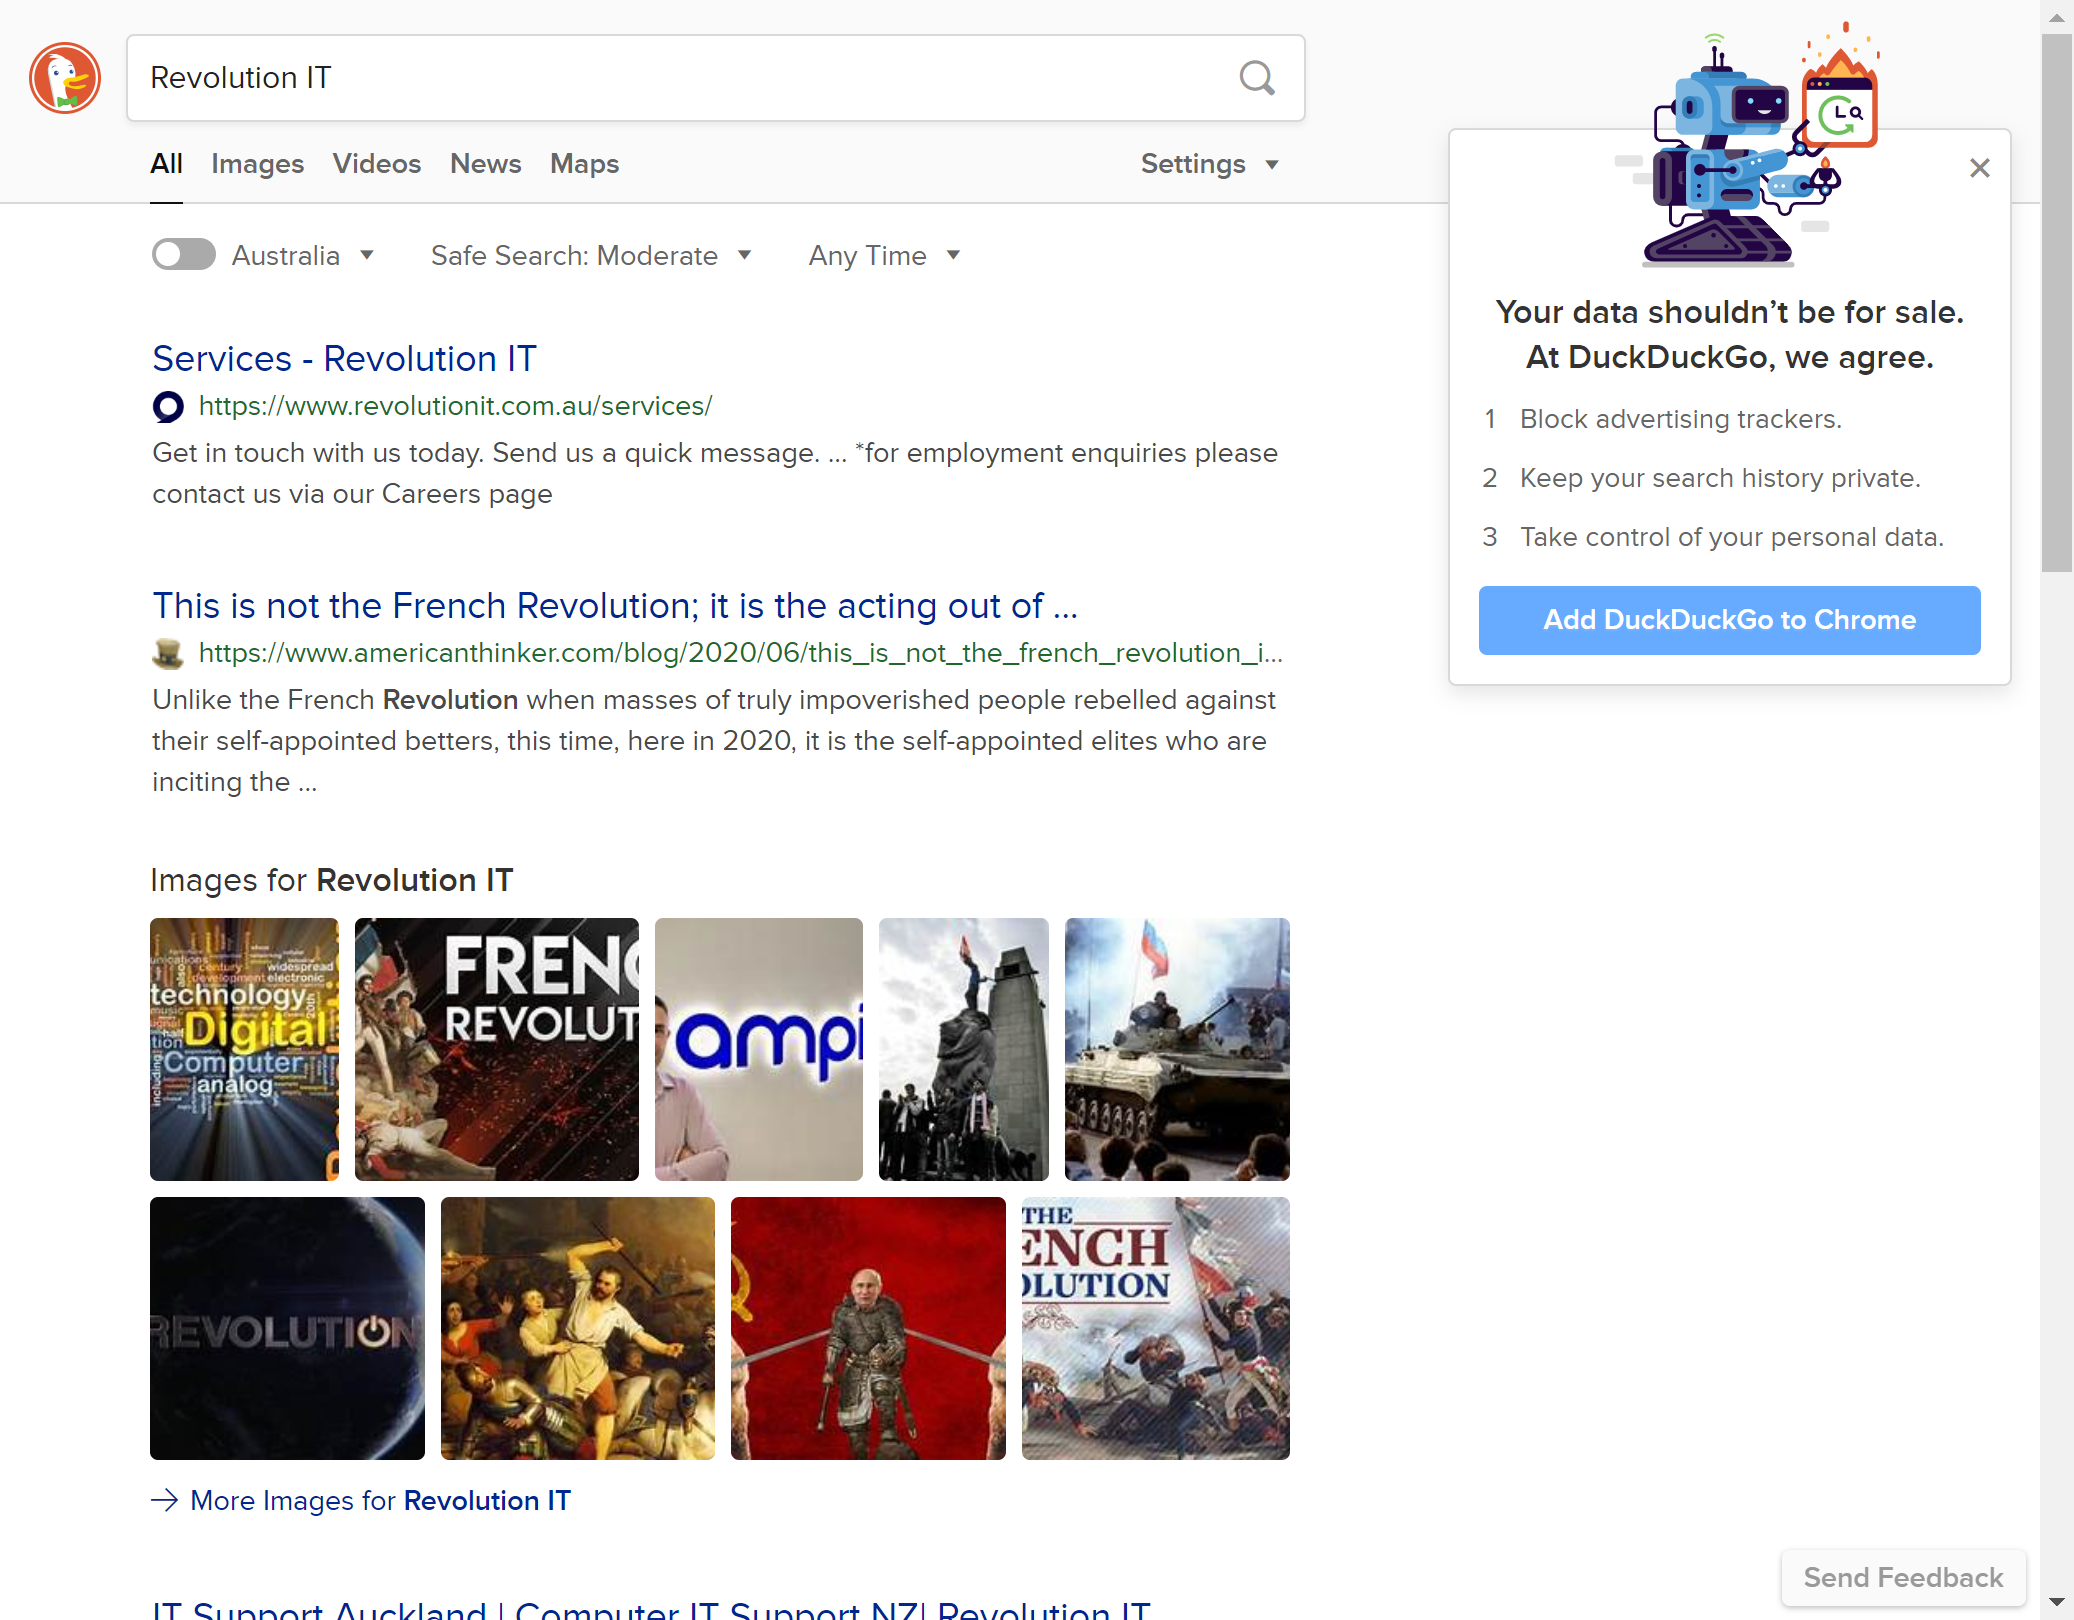 Revolution IT
All Images Videos News Maps Settings
Australia Safe Search: Moderate Any Time
Services - Revolution IT
https://www.revolutionit.com.au/services/
Get in touch with us today. Send us a quick message. ... *for employment enquiries please
contact us via our Careers page
This is not the French Revolution; it is the acting out of ...
https://www.americanthinker.com/blog/2020/06/this_is_not_the_french_revolution_i...
Unlike the French Revolution when masses of truly impoverished people rebelled against
their self-appointed betters, this time, here in 2020, it is the self-appointed elites who are
inciting the ...
Images for Revolution IT
widespread
development electronic
technology
Digital
Computer
analog
including
FRENC
REVOLUT
ampi
REVOLUTION
THE
ENCH
OLUTION
More Images for Revolution IT
IT Support Auckland | Computer IT Support NZ| Revolution IT
Your data shouldn’t be for sale.
At DuckDuckGo, we agree.
1 Block advertising trackers.
2 Keep your search history private.
3 Take control of your personal data.
Add DuckDuckGo to Chrome
Send Feedback